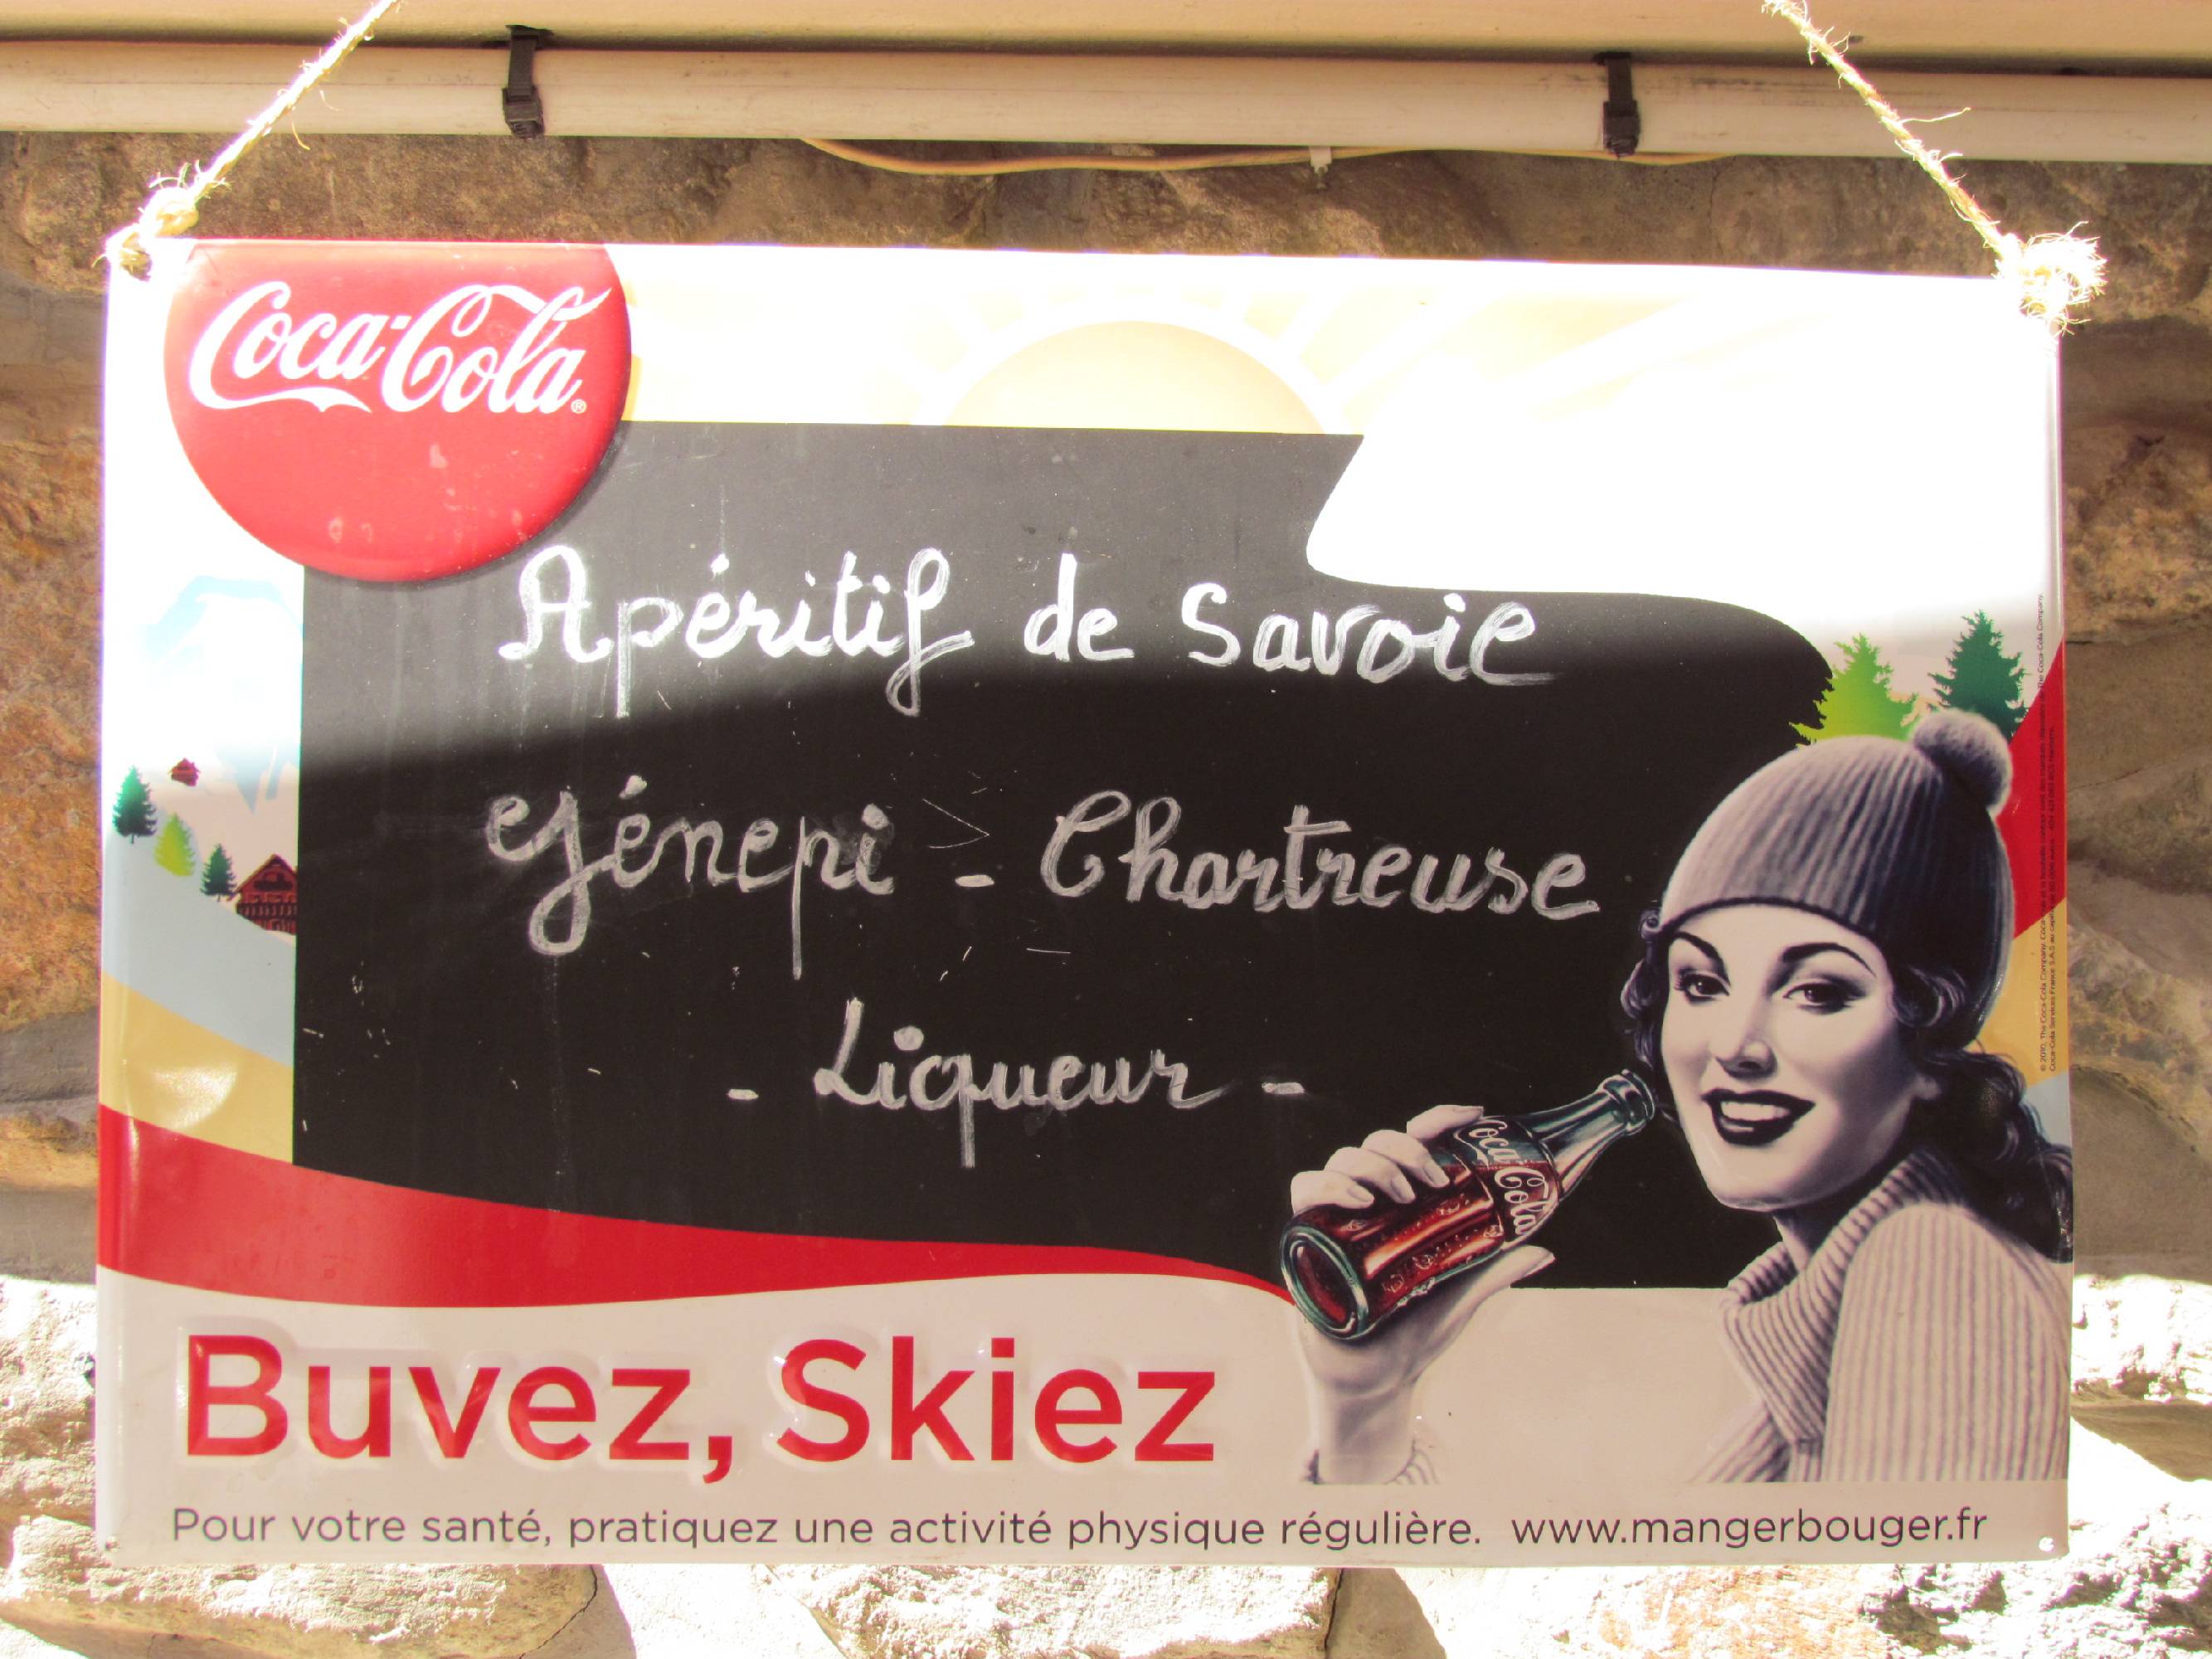 Coca-Cola®
Apéritif de Savoie
Génepi - Chartreuse
- Liqueur -
Coca-Cola
Buvez, Skiez
Pour votre santé, pratiquez une activité physique régulière. www.mangerbouger.fr